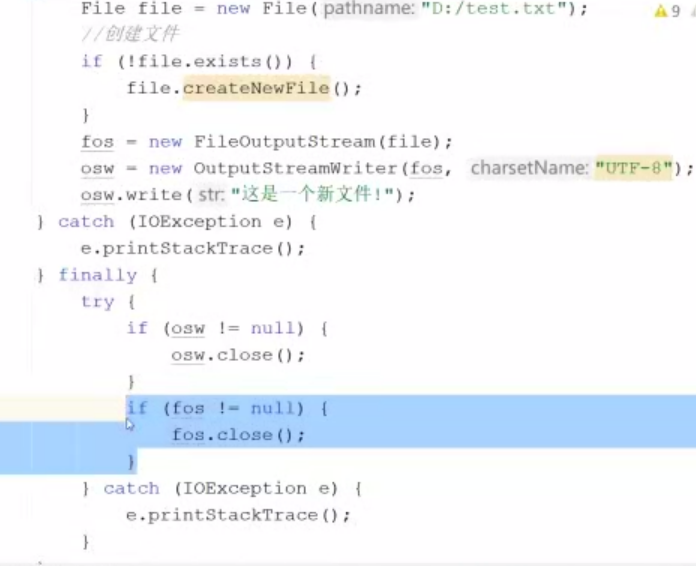 File file = new File( pathname: "D:/test.txt"); 9
//创建文件
if (!file.exists()) {
file.createNewFile();
}
fos = new FileOutputStream(file);
osw = new OutputStreamWriter(fos, charsetName: "UTF-8");
osw.write( str: "这是一个新文件!");
} catch (IOException e) {
e.printStackTrace();
} finally {
try {
if (osw != null) {
osw.close();
}
if (fos != null) {
fos.close();
}
} catch (IOException e) {
e.printStackTrace();
}